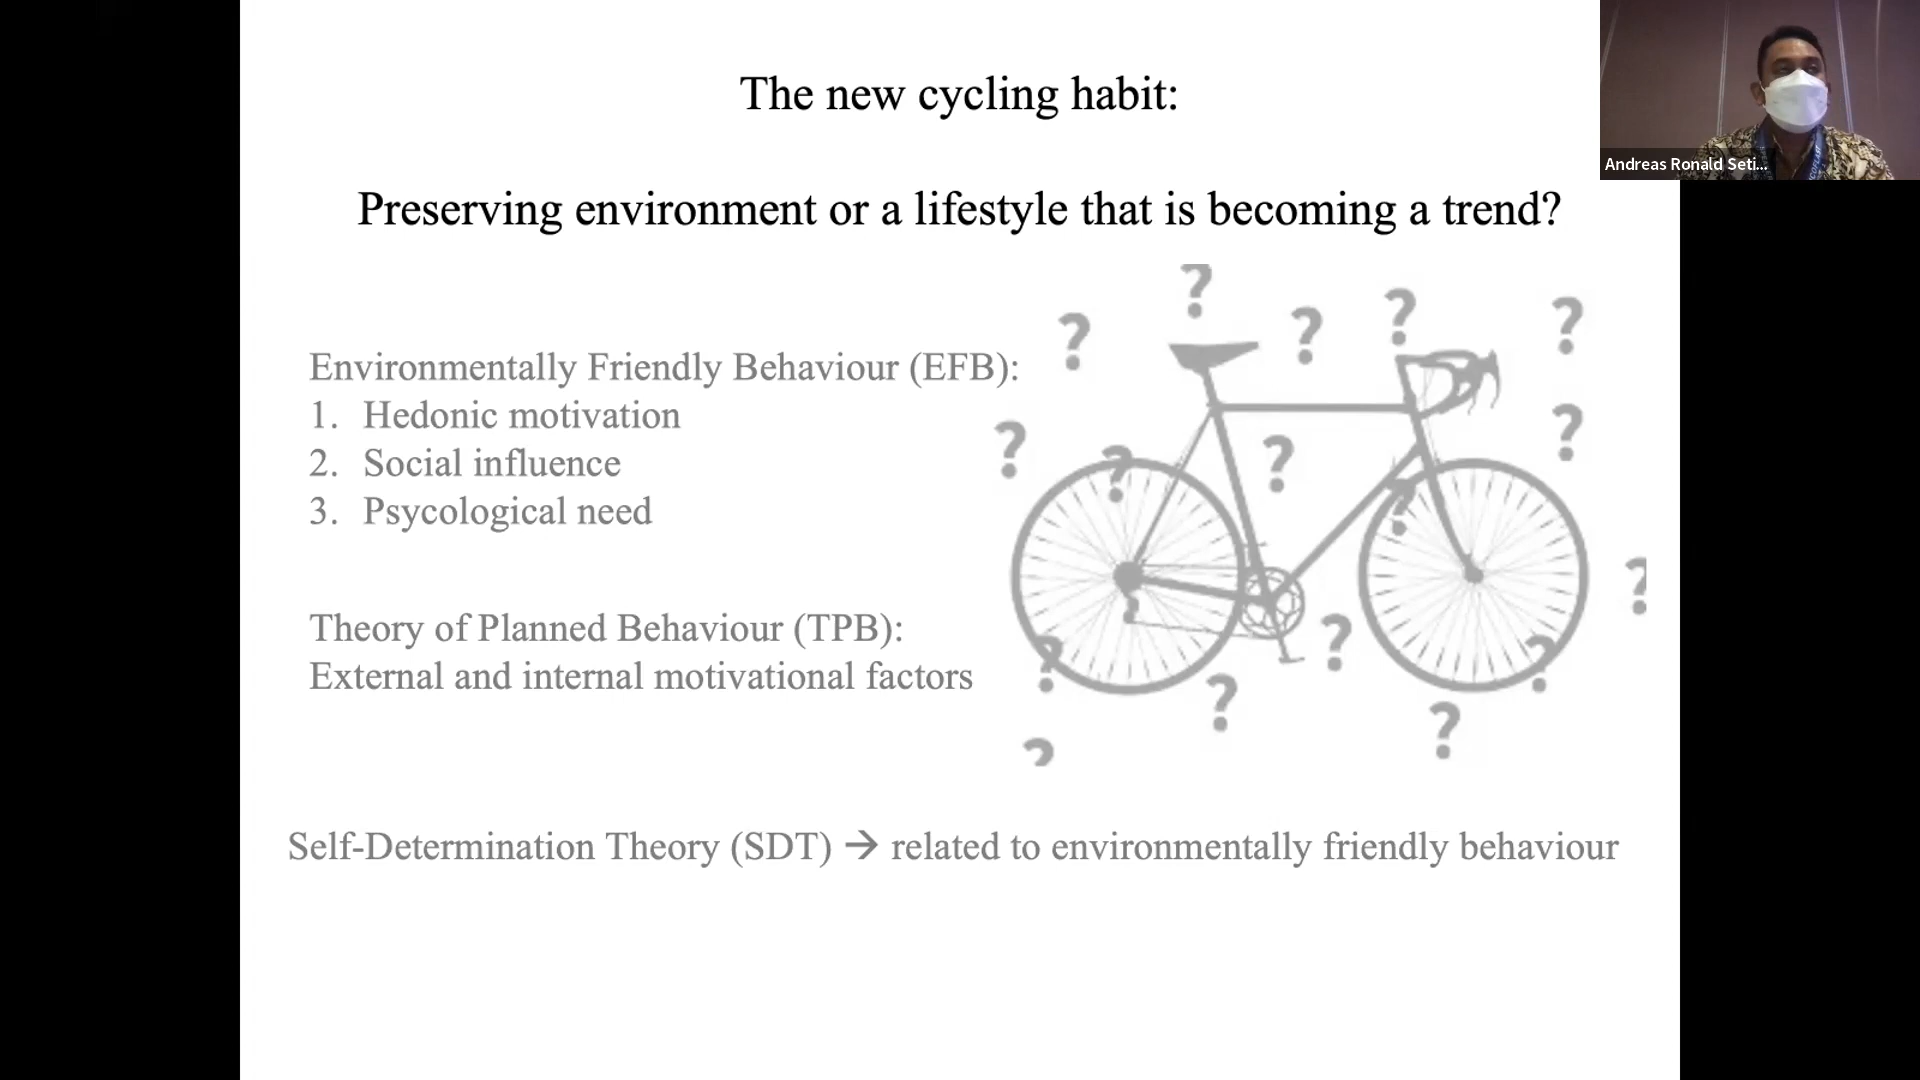 The new cycling habit:
Preserving environment or a lifestyle that is becoming a trend?
Andreas Ronald Seti...
Environmentally Friendly Behaviour (EFB):
1. Hedonic motivation
2. Social influence
3. Psycological need
Theory of Planned Behaviour (TPB):
External and internal motivational factors
Self-Determination Theory (SDT) → related to environmentally friendly behaviour